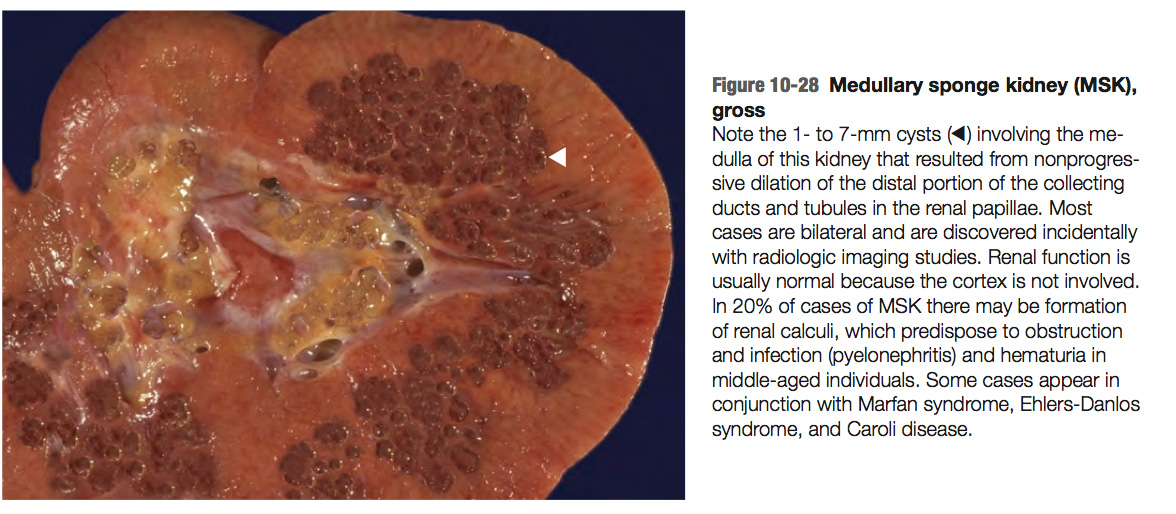 Figure 10-28 Medullary sponge kidney (MSK),
gross
Note the 1- to 7-mm cysts (◀) involving the me-
dulla of this kidney that resulted from nonprogres-
sive dilation of the distal portion of the collecting
ducts and tubules in the renal papillae. Most
cases are bilateral and are discovered incidentally
with radiologic imaging studies. Renal function is
usually normal because the cortex is not involved.
In 20% of cases of MSK there may be formation
of renal calculi, which predispose to obstruction
and infection (pyelonephritis) and hematuria in
middle-aged individuals. Some cases appear in
conjunction with Marfan syndrome, Ehlers-Danlos
syndrome, and Caroli disease.